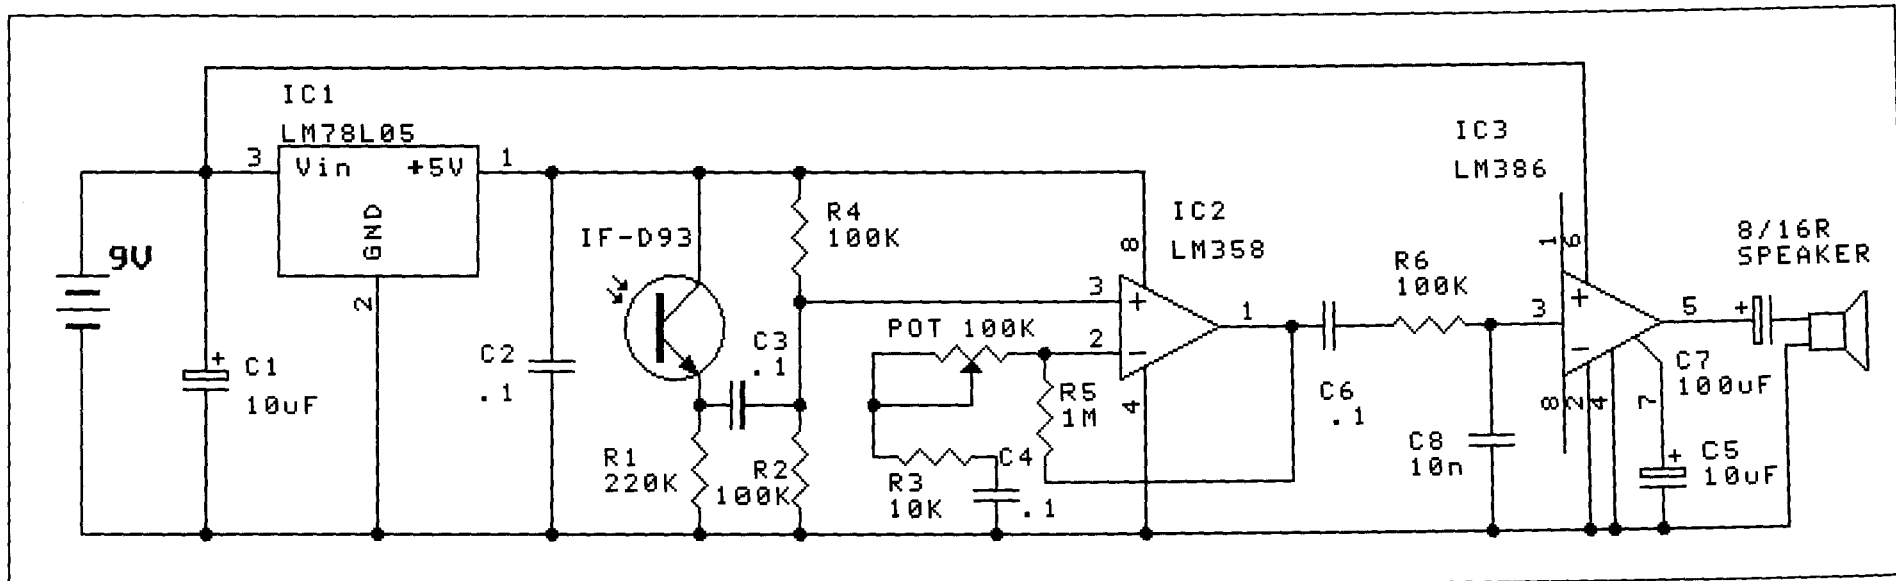 IC1
LM78L05
3
Vin
+5V
1
GND
2
9V
+
C1
10uF
C2
.1
IF-D93
R4
100K
C3
.1
R1
220K
R2
100K
POT 100K
R3
10K
C4
.1
R5
1M
IC2
LM358
8
3
+
2
-
1
4
C6
.1
R6
100K
C8
10n
IC3
LM386
1
6
3
+
-
5
8
2
4
7
+
C7
100uF
+
C5
10uF
8/16R
SPEAKER